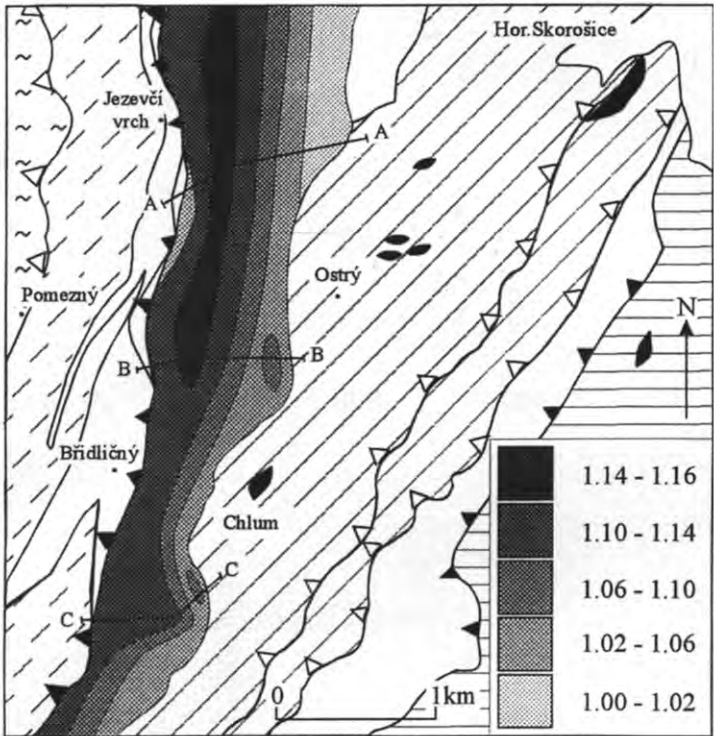 Hor.Skorošice
Jezevčí
vrch
A
A
Ostrý
Pomezný
N
B
B
Břidličný
1.14 - 1.16
1.10 - 1.14
Chlum
C
1.06 - 1.10
C
1.02 - 1.06
0 1km
1.00 - 1.02